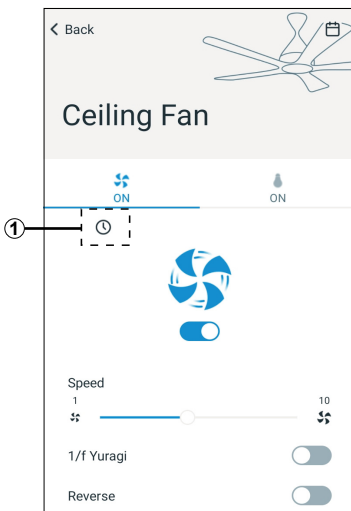 Back
Ceiling Fan
ON ON
1
Speed
1 10
1/f Yuragi
Reverse